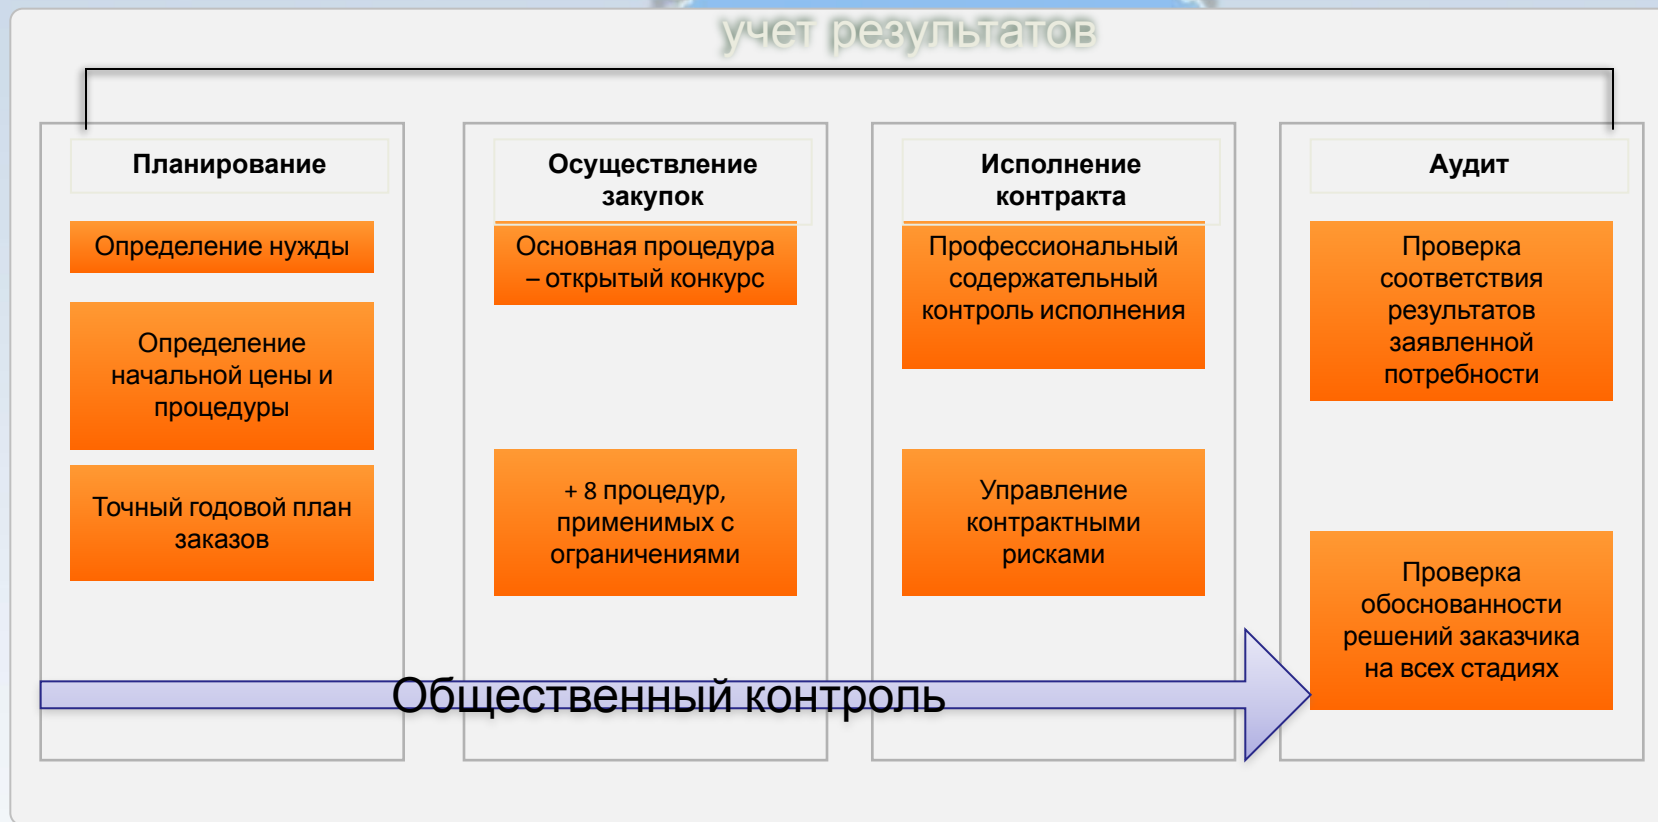 учет результатов
Планирование
Определение нужды
Определение
начальной цены и
процедуры
Точный годовой план
заказов
Осуществление
закупок
Основная процедура
– открытый конкурс
+ 8 процедур,
применимых с
ограничениями
Исполнение
контракта
Профессиональный
содержательный
контроль исполнения
Управление
контрактными
рисками
Аудит
Проверка
соответствия
результатов
заявленной
потребности
Проверка
обоснованности
решений заказчика
на всех стадиях
Общественный контроль